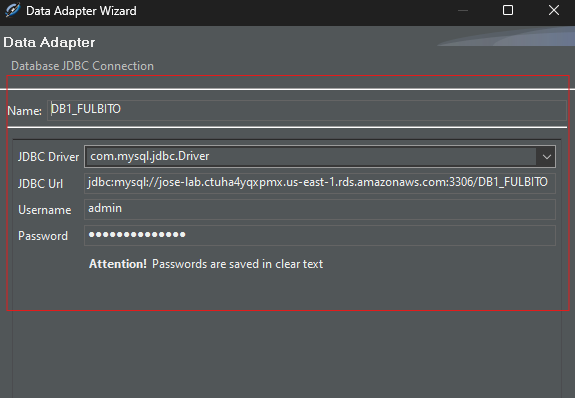 Data Adapter Wizard
Data Adapter
Database JDBC Connection
Name: DB1_FULBITO
JDBC Driver com.mysql.jdbc.Driver
JDBC Url jdbc:mysql://jose-lab.ctuha4yqxpmx.us-east-1.rds.amazonaws.com:3306/DB1_FULBITO
Username admin
Password ●●●●●●●●●●●●●●
Attention! Passwords are saved in clear text